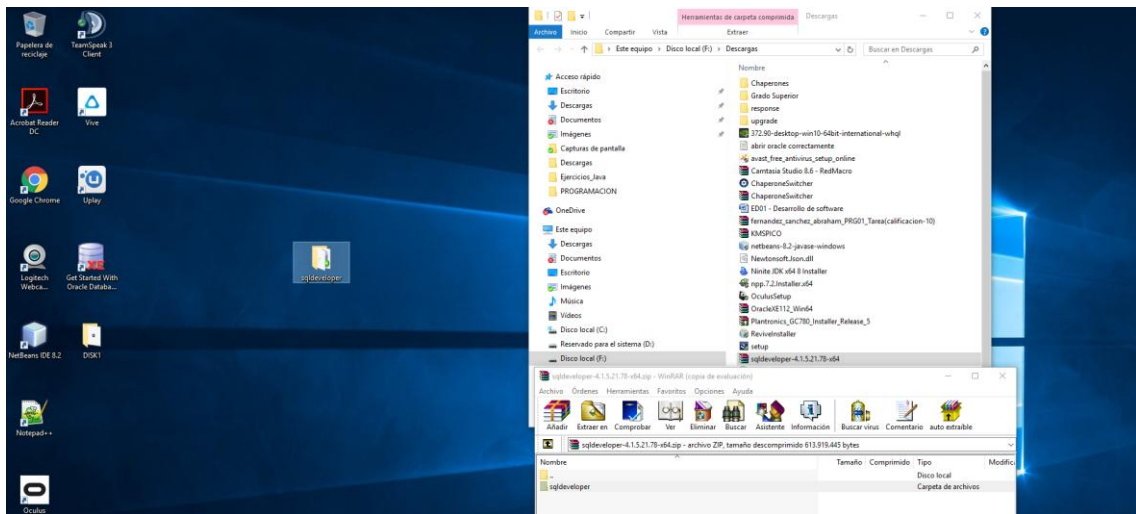 Papelera de
reciclaje
TeamSpeak 3
Client
Acrobat Reader
DC
Vive
Google Chrome
Uplay
Logitech
Webca...
Get Started With
Oracle Databa...
NetBeans IDE 8.2
DISK1
Notepad++
Oculus
sqldeveloper
Herramientas de carpeta comprimida
Descargas
Archivo
Inicio
Compartir
Vista
Extraer
Este equipo
Disco local (F:)
Descargas
Buscar en Descargas
Acceso rápido
Escritorio
Descargas
Documentos
Imágenes
Capturas de pantalla
Descargas
Ejercicios_Java
PROGRAMACION
OneDrive
Este equipo
Descargas
Documentos
Escritorio
Imágenes
Música
Vídeos
Disco local (C:)
Reservado para el sistema (D:)
Disco local (F:)
Nombre
Chaperones
Grado Superior
response
upgrade
372.90-desktop-win10-64bit-international-whql
abrir oracle correctamente
avast_free_antivirus_setup_online
Camtasia Studio 8.6 - RedMacro
ChaperoneSwitcher
ChaperoneSwitcher
ED01 - Desarrollo de software
fernandez_sanchez_abraham_PRG01_Tarea(calificacion-10)
KMSPICO
netbeans-8.2-javase-windows
Newtonsoft.Json.dll
Ninite JDK x64 8 Installer
npp.7.2.Installer.x64
OculusSetup
OracleXE112_Win64
Plantronics_GC780_Installer_Release_5
ReviveInstaller
setup
sqldeveloper-4.1.5.21.78-x64
sqldeveloper-4.1.5.21.78-x64.zip - WinRAR (copia de evaluación)
Archivo Órdenes Herramientas Favoritos Opciones Ayuda
Añadir Extraer en Comprobar Ver Eliminar Buscar Asistente Información Buscar virus Comentario auto extraíble
sqldeveloper-4.1.5.21.78-x64.zip - archivo ZIP, tamaño descomprimido 613.919.445 bytes
Nombre Tamaño Comprimido Tipo Modific
..
Disco local
sqldeveloper Carpeta de archivos